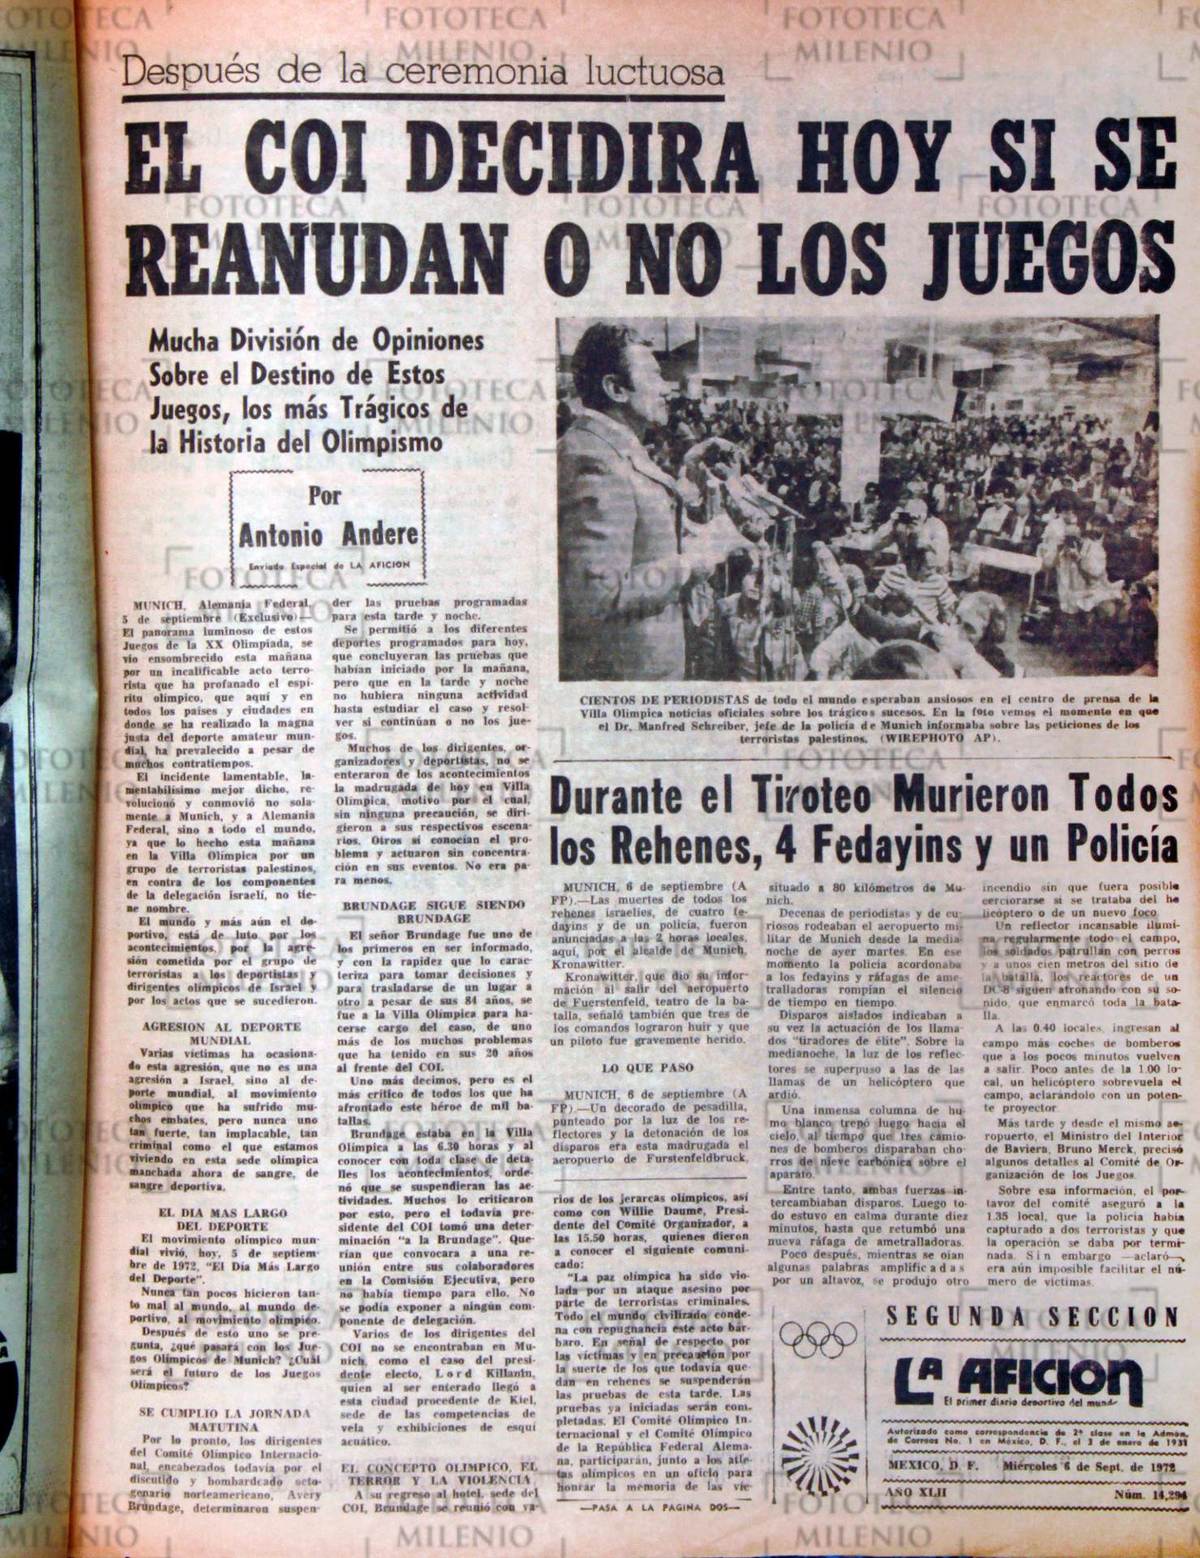 Después de la ceremonia luctuosa
EL COI DECIDIRA HOY SI SE
REANUDAN O NO LOS JUEGOS
Mucha División de Opiniones
Sobre el Destino de Estos
Juegos, los más Trágicos de
la Historia del Olimpismo
Por
Antonio Andere
Enviado Especial de LA AFICION
MUNICH, Alemania Federal,
5 de septiembre (Exclusivo).—
El panorama luminoso de estos
Juegos de la XX Olimpiada, se
vio ensombrecido esta mañana
por un incalificable acto terro-
rista que ha profanado el espí-
ritu olímpico, que aquí y en
todos los países y ciudades en
donde se ha realizado la magna
justa del deporte amateur mun-
dial, ha prevalecido a pesar de
muchos contratiempos.
El incidente lamentable, la-
mentabilísimo mejor dicho, re-
volucionó y conmovió no sola-
mente a Munich, y a Alemania
Federal, sino a todo el mundo,
ya que lo hecho esta mañana
en la Villa Olímpica por un
grupo de terroristas palestinos,
en contra de los componentes
de la delegación israelí, no tie-
ne nombre.
El mundo y más aún el de-
portivo, está de luto por los
acontecimientos, por la agre-
sión cometida por el grupo de
terroristas a los deportistas y
dirigentes olímpicos de Israel y
por los actos que se sucedieron.
AGRESION AL DEPORTE
MUNDIAL
Varias víctimas ha ocasiona-
do esta agresión, que no es una
agresión a Israel, sino al de-
porte mundial, al movimiento
olímpico que ha sufrido mu-
chos embates, pero nunca uno
tan fuerte, tan implacable, tan
criminal como el que estamos
viviendo en esta sede olímpica
manchada ahora de sangre, de
sangre deportiva.
EL DIA MAS LARGO
DEL DEPORTE
El movimiento olímpico mun-
dial vivió, hoy, 5 de septiem-
bre de 1972, "El Día Más Largo
del Deporte".
Nunca tan pocos hicieron tan-
to mal al mundo, al mundo de-
portivo, al movimiento olímpico.
Después de esto uno se pre-
gunta, ¿qué pasará con los Jue-
gos Olímpicos de Munich? ¿Cuál
será el futuro de los Juegos
Olímpicos?
SE CUMPLIO LA JORNADA
MATUTINA
Por lo pronto, los dirigentes
del Comité Olímpico Internacio-
nal, encabezados todavía por el
discutido y bombardeado octo-
genario norteamericano, Avery
Brundage, determinaron suspen-
der las pruebas programadas
para esta tarde y noche.
Se permitió a los diferentes
deportes programados para hoy,
que concluyeran las pruebas que
habían iniciado por la mañana,
pero que en la tarde y noche
no hubiera ninguna actividad
hasta estudiar el caso y resol-
ver si continúan o no los jue-
gos.
Muchos de los dirigentes, or-
ganizadores y deportistas, no se
enteraron de los acontecimientos
la madrugada de hoy en Villa
Olímpica, motivo por el cual,
sin ninguna precaución, se diri-
gieron a sus respectivos escena-
rios. Otros sí conocían el pro-
blema y actuaron sin concentra-
ción en sus eventos. No era pa-
ra menos.
BRUNDAGE SIGUE SIENDO
BRUNDAGE
El señor Brundage fue uno de
los primeros en ser informado,
y con la rapidez que lo carac-
teriza para tomar decisiones y
para trasladarse de un lugar a
otro a pesar de sus 84 años, se
fue a la Villa Olímpica para ha-
cerse cargo del caso, de uno
más de los muchos problemas
que ha tenido en sus 20 años
al frente del COI.
Uno más decimos, pero es el
más crítico de todos los que ha
afrontado este héroe de mil ba-
tallas.
Brundage estaba en la Villa
Olímpica a las 6.30 horas y al
conocer con toda clase de deta-
lles los acontecimientos, orde-
nó que se suspendieran las ac-
tividades. Muchos lo criticaron
por esto, pero el todavía pre-
sidente del COI tomó una deter-
minación "a la Brundage". Que-
rían que convocara a una re-
unión entre sus colaboradores
en la Comisión Ejecutiva, pero
no había tiempo para ello. No
se podía exponer a ningún com-
ponente de delegación.
Varios de los dirigentes del
COI no se encontraban en Mu-
nich, como el caso del presi-
dente electo, Lord Killanin,
quien al ser enterado llegó a
esta ciudad procedente de Kiel,
sede de las competencias de
vela y exhibiciones de esquí
acuático.
EL CONCEPTO OLIMPICO, EL
TERROR Y LA VIOLENCIA
A su regreso al hotel, sede del
COI, Brundage se reunió con va-
CIENTOS DE PERIODISTAS de todo el mundo esperaban ansiosos en el centro de prensa de la
Villa Olímpica noticias oficiales sobre los trágicos sucesos. En la foto vemos el momento en que
el Dr. Manfred Schreiber, jefe de la policía de Munich informaba sobre las peticiones de los
terroristas palestinos. (WIREPHOTO AP).
Durante el Tiroteo Murieron Todos
los Rehenes, 4 Fedayins y un Policía
MUNICH, 6 de septiembre (A
FP).—Las muertes de todos los
rehenes israelíes, de cuatro fe-
dayins y de un policía, fueron
anunciadas a las 2 horas locales,
aquí, por el alcalde de Munich,
Kronawitter.
Kronawitter, que dio su infor-
mación al salir del aeropuerto
de Fuerstenfeld, teatro de la ba-
talla, señaló también que tres de
los comandos lograron huir y que
un piloto fue gravemente herido.
LO QUE PASO
MUNICH, 6 de septiembre (A
FP).—Un decorado de pesadilla,
punteado por la luz de los re-
flectores y la detonación de los
disparos era esta madrugada el
aeropuerto de Furstenfeldbruck,
rios de los jerarcas olímpicos, así
como con Willie Daume, Presi-
dente del Comité Organizador, a
las 15.50 horas, quienes dieron
a conocer el siguiente comuni-
cado:
"La paz olímpica ha sido vio-
lada por un ataque asesino por
parte de terroristas criminales.
Todo el mundo civilizado conde-
na con repugnancia este acto bár-
baro. En señal de respecto por
las víctimas y en precaución por
la suerte de los que todavía que-
dan en rehenes se suspenderán
las pruebas de esta tarde. Las
pruebas ya iniciadas serán com-
pletadas. El Comité Olímpico In-
ternacional y el Comité Olímpico
de la República Federal Alema-
na, participarán, junto a los atle-
tas olímpicos en un oficio para
honrar la memoria de las víc-
—PASA A LA PAGINA DOS—
situado a 80 kilómetros de Mu-
nich.
Decenas de periodistas y de cu-
riosos rodeaban el aeropuerto mi-
litar de Munich desde la media-
noche de ayer martes. En ese
momento la policía acordonaba
a los fedayins y ráfagas de ame-
tralladoras rompían el silencio
de tiempo en tiempo.
Disparos aislados indicaban a
su vez la actuación de los llama-
dos "tiradores de élite". Sobre la
medianoche, la luz de los reflec-
tores se superpuso a las de las
llamas de un helicóptero que
ardió.
Una inmensa columna de hu-
mo blanco trepó luego hacia el
cielo, al tiempo que tres camio-
nes de bomberos disparaban cho-
rros de nieve carbónica sobre el
aparato.
Entre tanto, ambas fuerzas in-
tercambiaban disparos. Luego to-
do estuvo en calma durante diez
minutos, hasta que retumbó una
nueva ráfaga de ametralladoras.
Poco después, mientras se oían
algunas palabras amplificadas
por un altavoz, se produjo otro
incendio sin que fuera posible
cerciorarse si se trataba del he-
licóptero o de un nuevo foco.
Un reflector incansable ilumi-
na regularmente todo el campo,
los soldados patrullan con perros
y a unos cien metros del sitio de
la batalla, los reactores de un
DC-8 siguen atronando con su so-
nido, que enmarcó toda la bata-
lla.
A las 0.40 locales, ingresan al
campo más coches de bomberos
que a los pocos minutos vuelven
a salir. Poco antes de la 1.00 lo-
cal, un helicóptero sobrevuela el
campo, aclarándolo con un poten-
te proyector.
Más tarde y desde el mismo ae-
ropuerto, el Ministro del Interior
de Baviera, Bruno Merck, precisó
algunos detalles al Comité de Or-
ganización de los Juegos.
Sobre esa información, el por-
tavoz del comité aseguró a la
1.35 local, que la policía había
capturado a dos terroristas y que
la operación se daba por termi-
nada. Sin embargo —aclaró—,
era aún imposible facilitar el nú-
mero de víctimas.
SEGUNDA SECCION
LA AFICION
El primer diario deportivo del mundo
Autorizado como correspondencia de 2ª clase en la Admón.
de Correos No. 1 en México, D. F., el 3 de enero de 1931
MEXICO, D. F. Miércoles 6 de Sept. de 1972
AÑO XLII Núm. 14,294
FOTOTECA
MILENIO